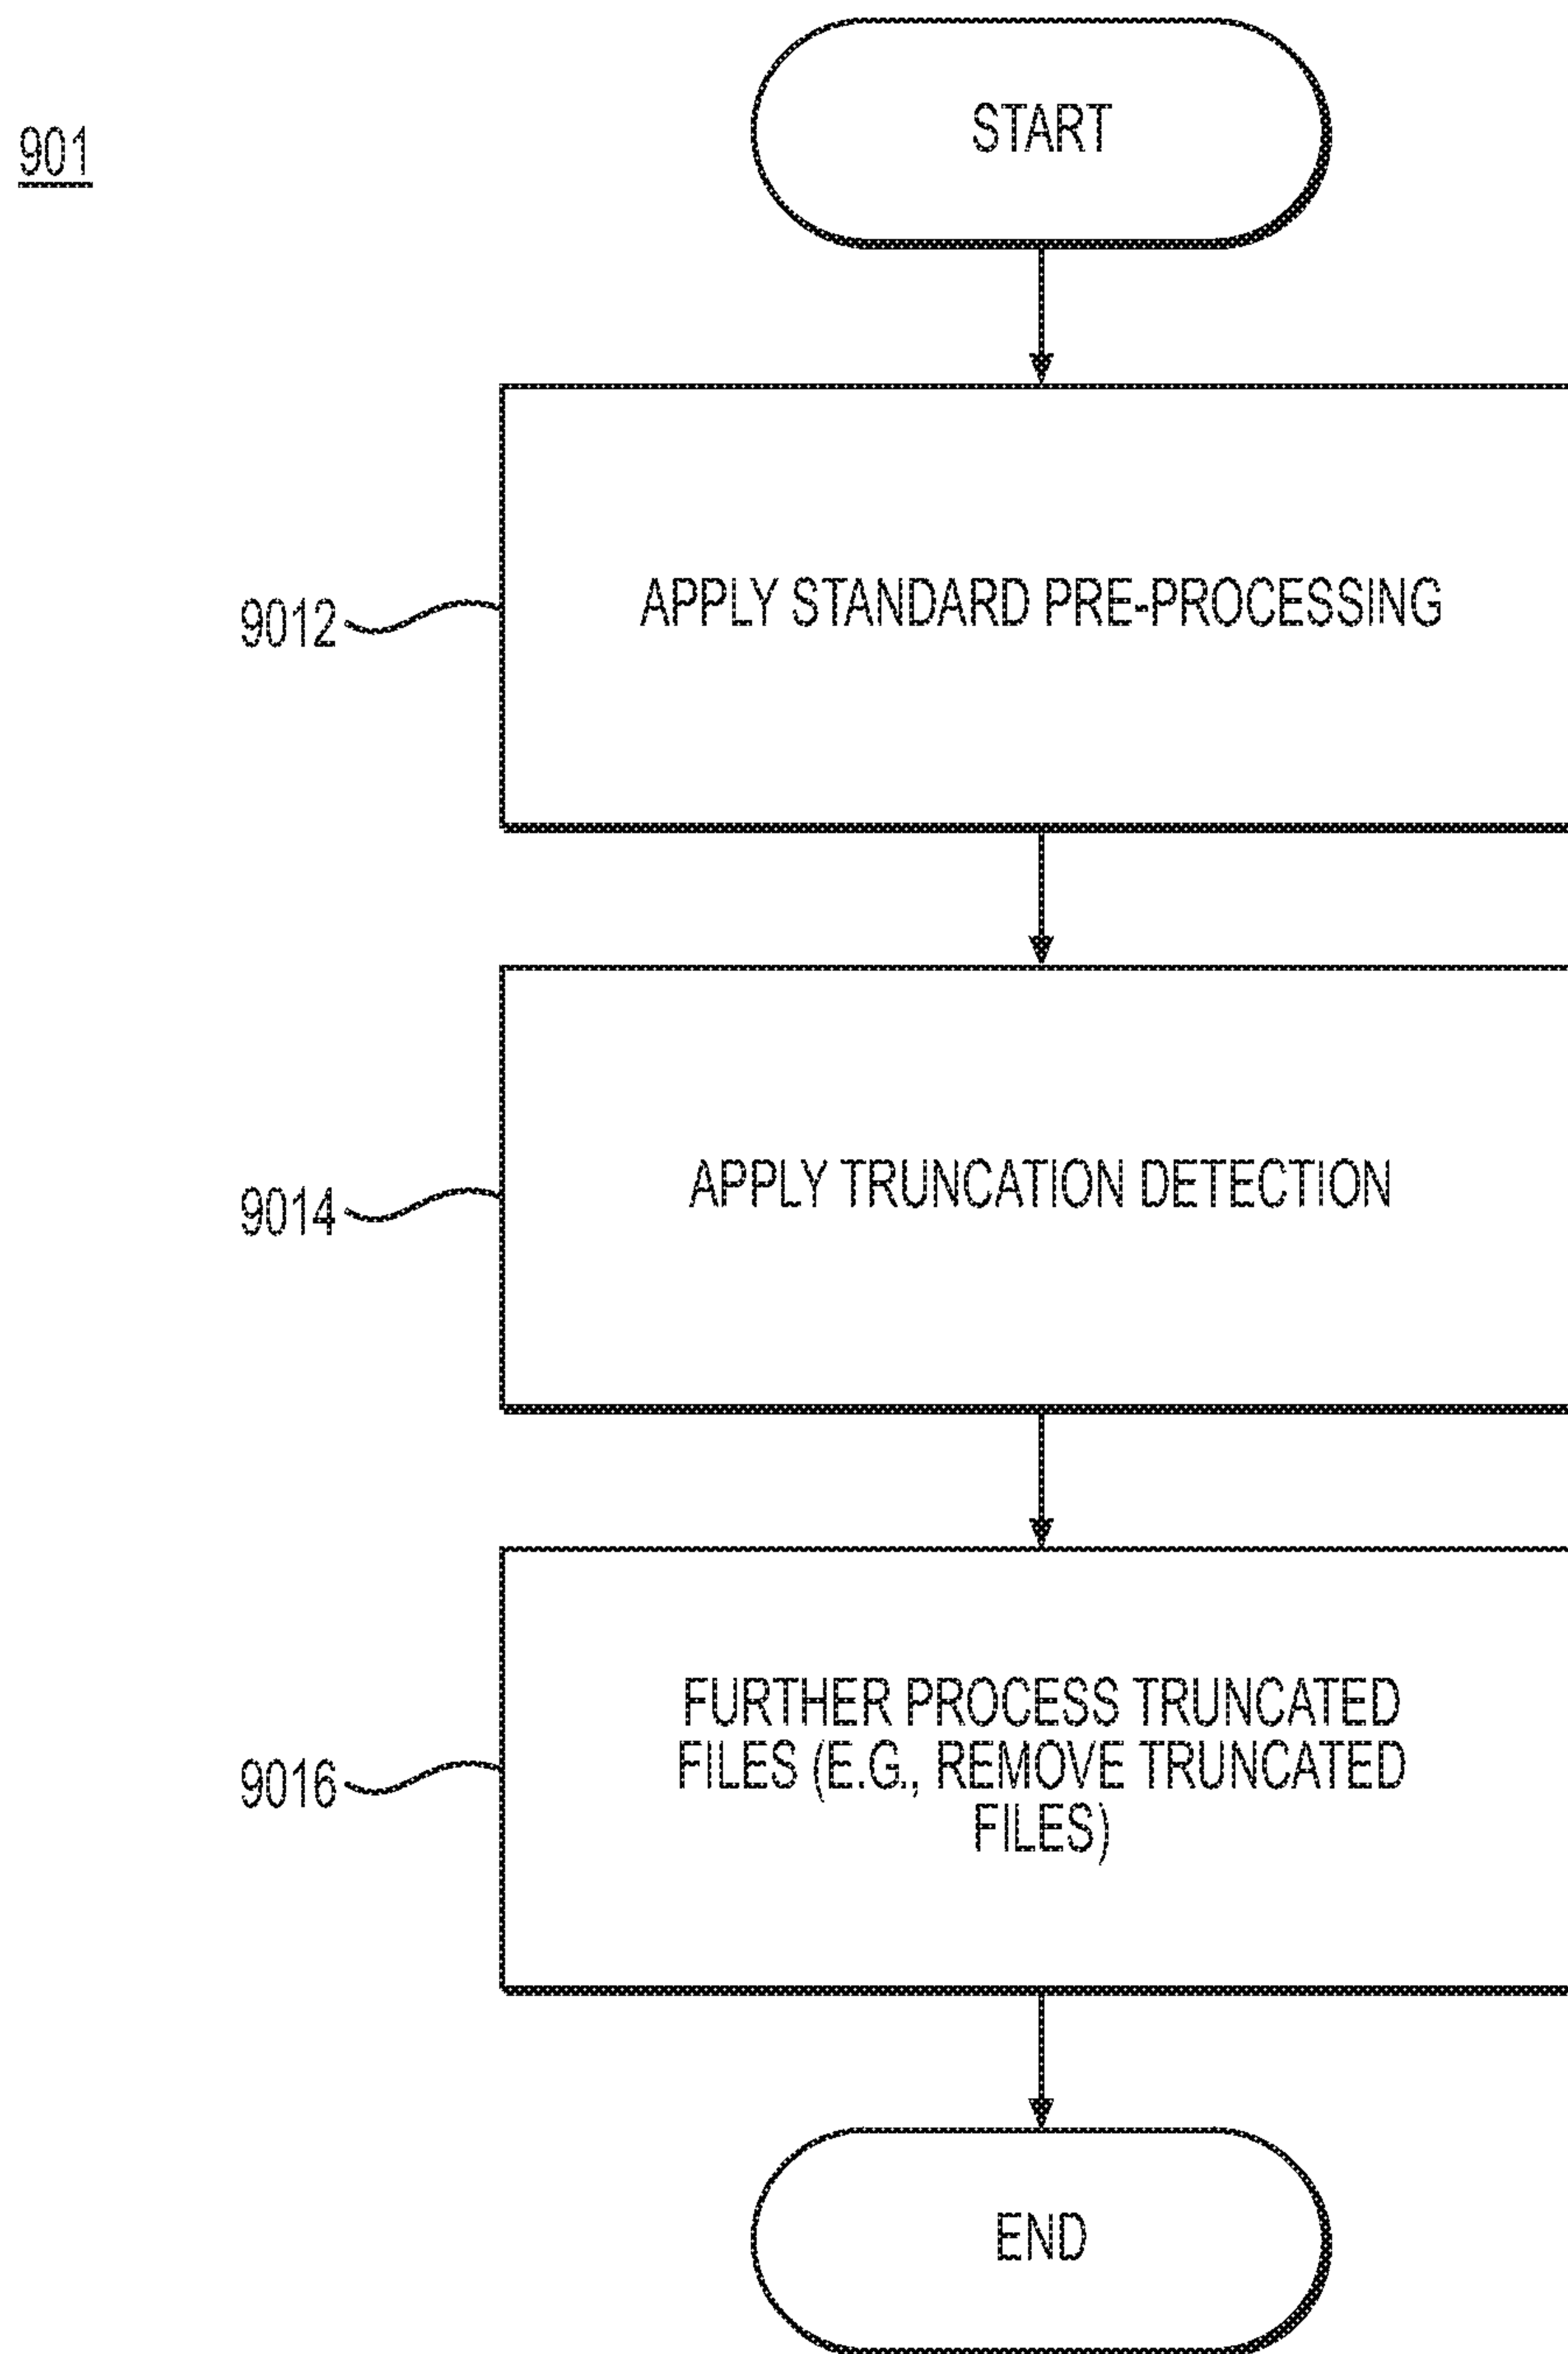 901
START
9012
APPLY STANDARD PRE-PROCESSING
9014
APPLY TRUNCATION DETECTION
9016
FURTHER PROCESS TRUNCATED
FILES (E.G., REMOVE TRUNCATED
FILES)
END